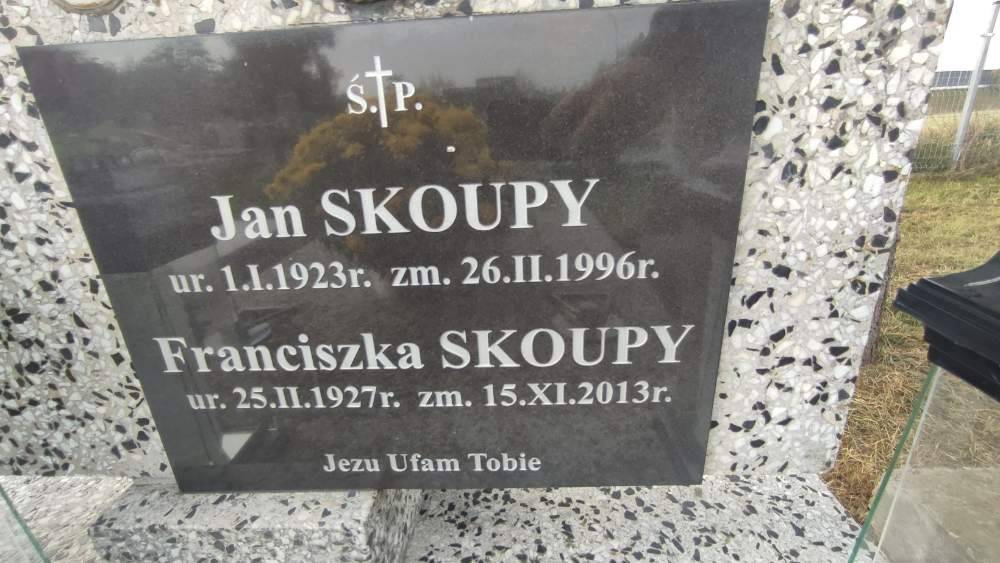 Ś.†P.
Jan SKOUPY
ur. 1.I.1923r. zm. 26.II.1996r.
Franciszka SKOUPY
ur. 25.II.1927r. zm. 15.XI.2013r.
Jezu Ufam Tobie